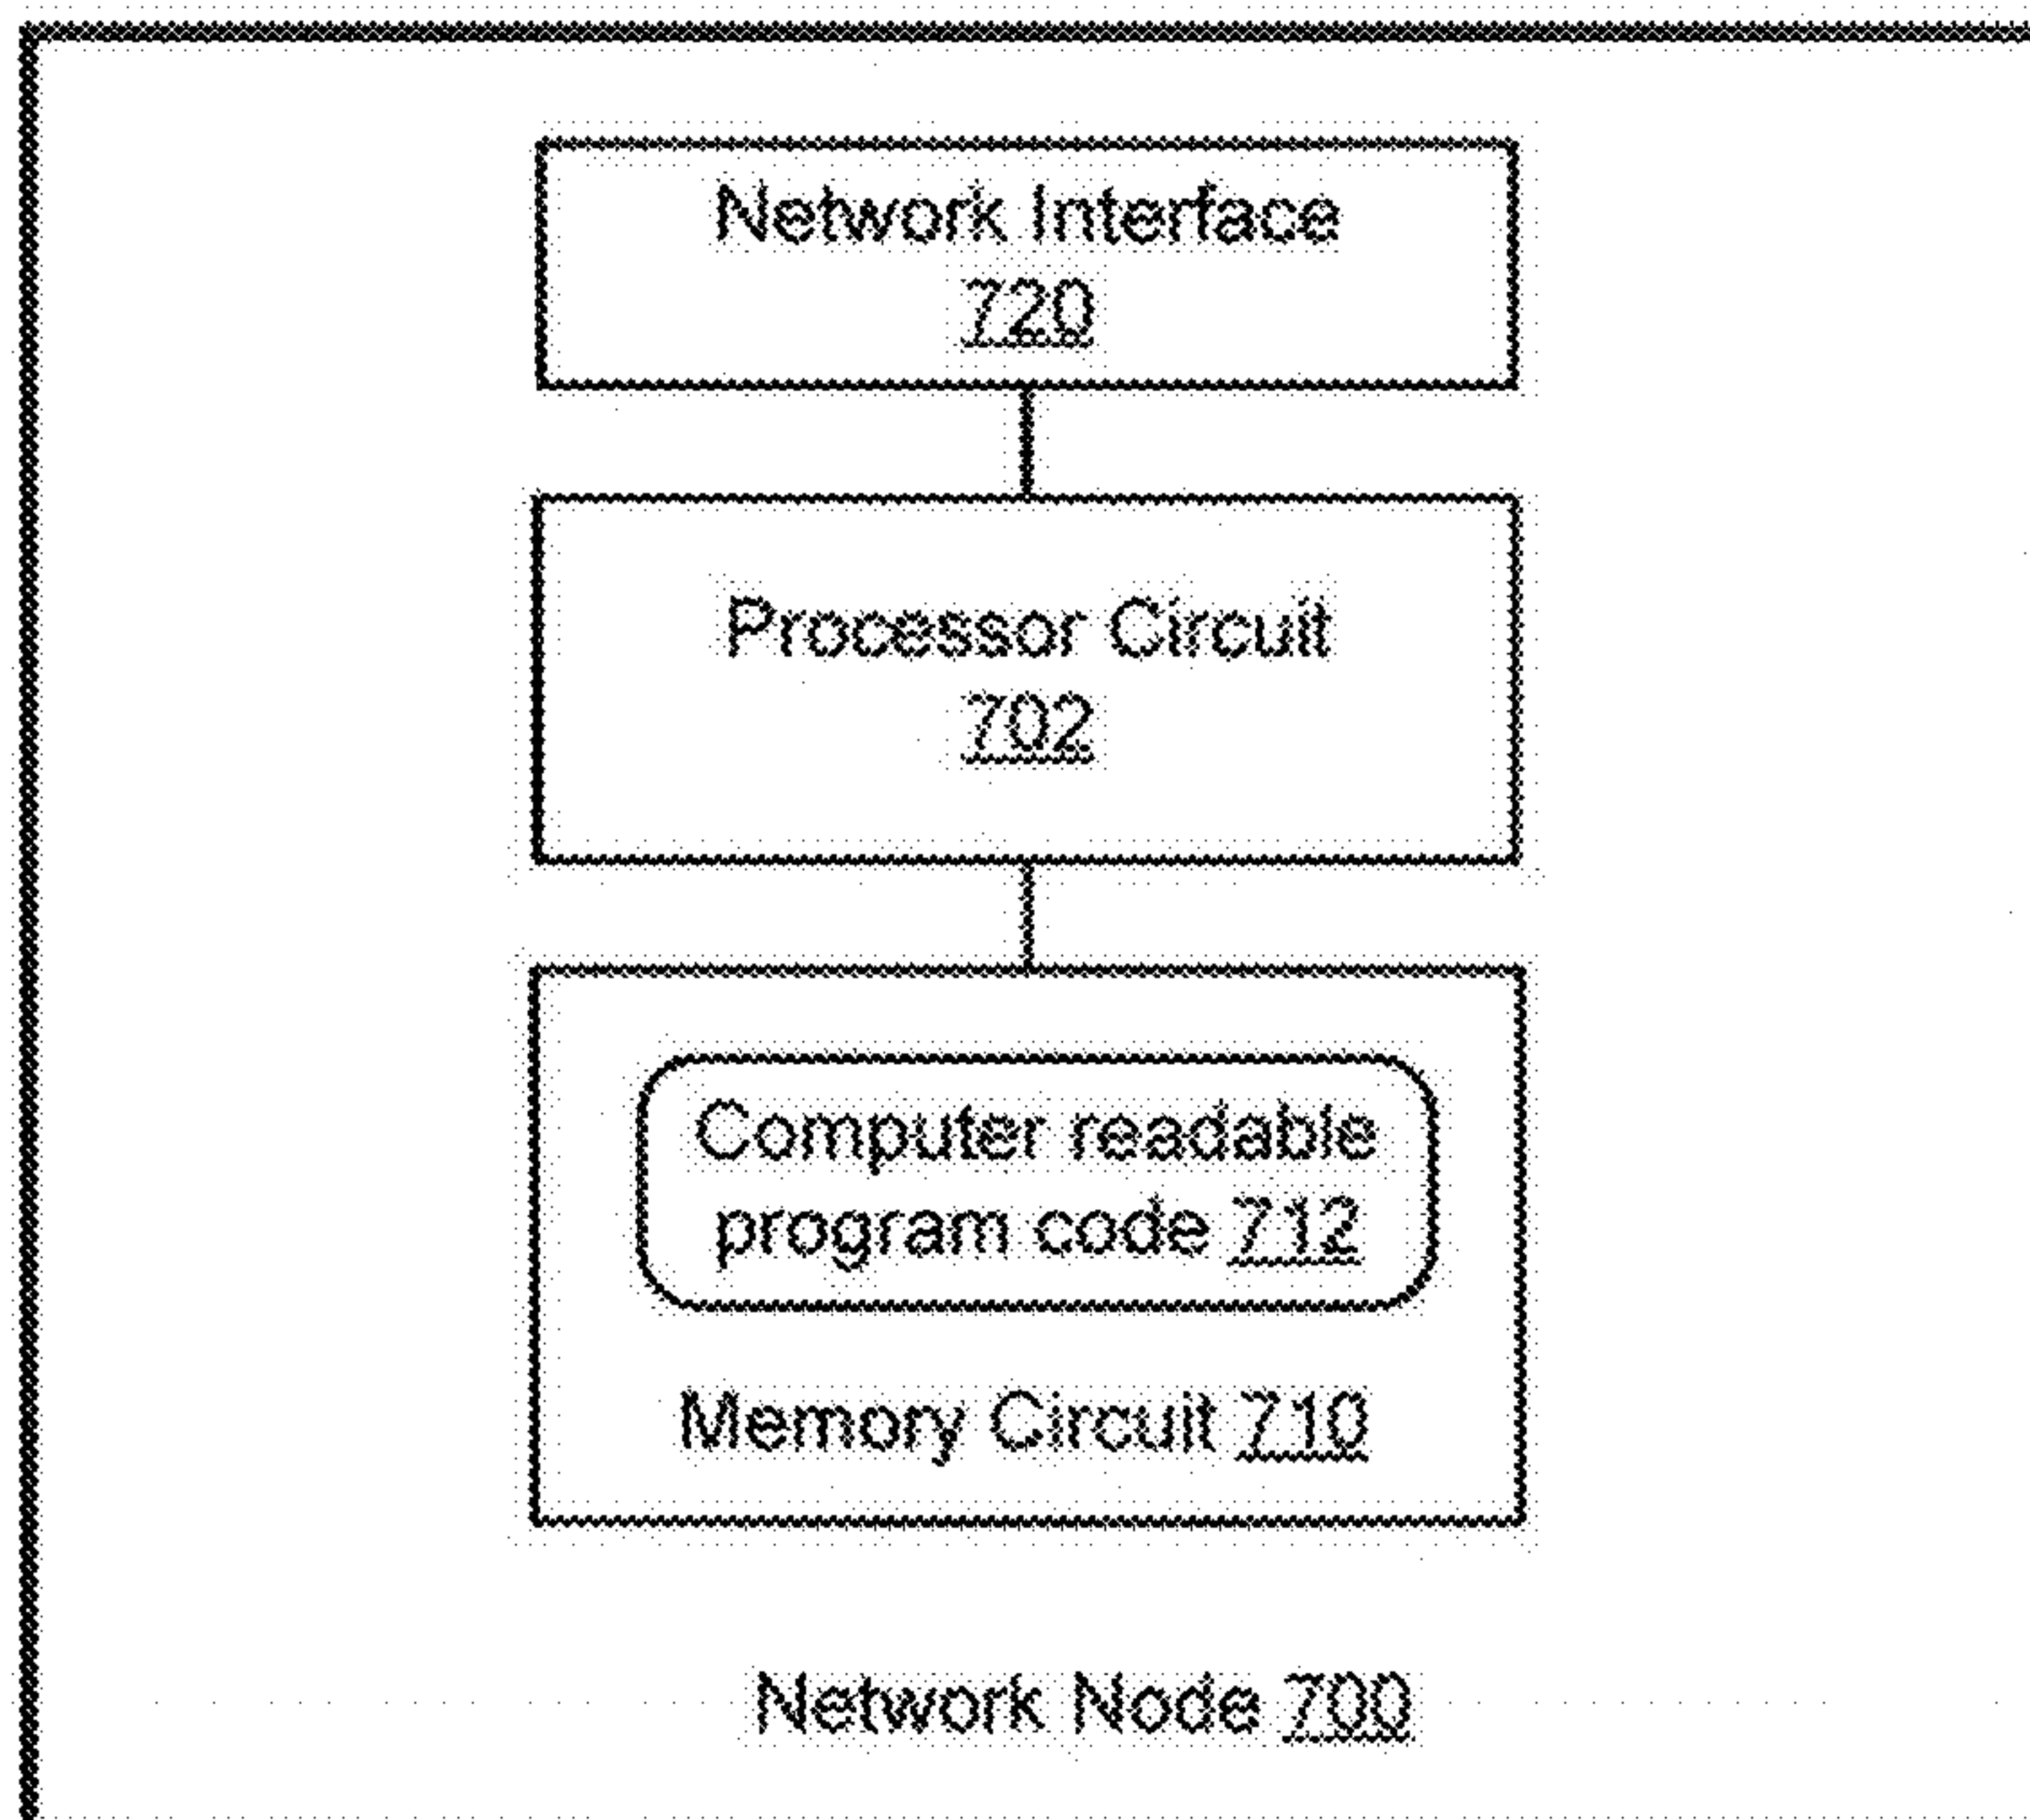 Network Interface
720
Processor Circuit
702
Computer readable
program code 712
Memory Circuit 710
Network Node 700